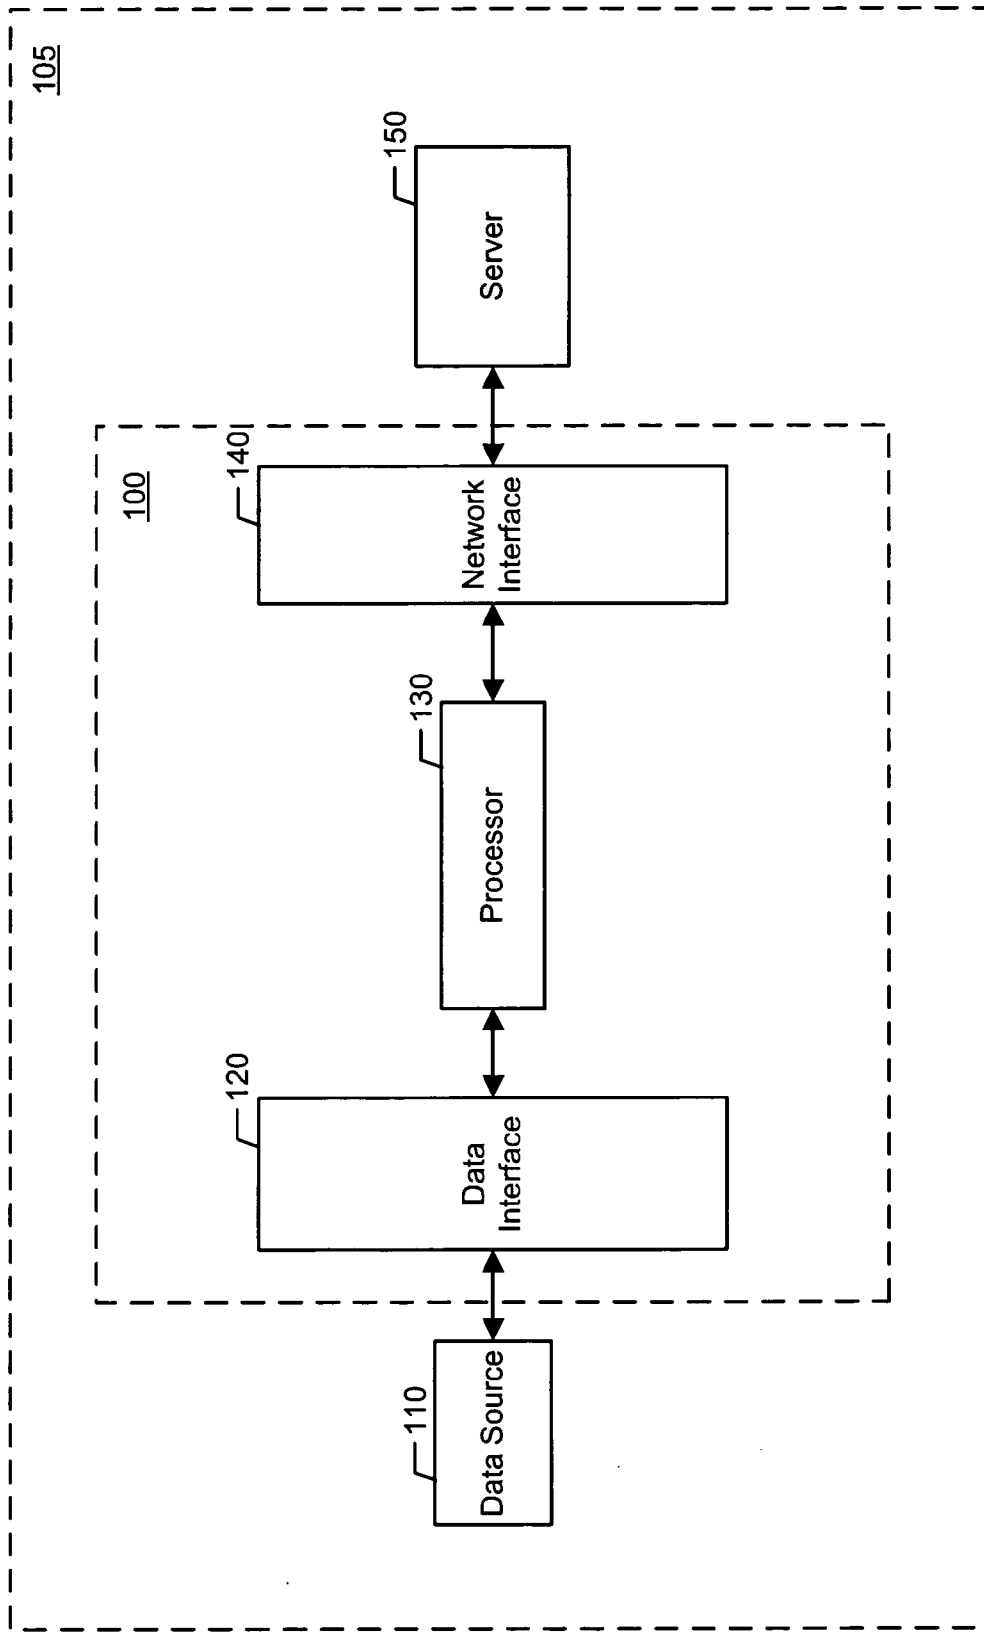 105
100
110
Data Source
120
Data
Interface
130
Processor
140
Network
Interface
150
Server